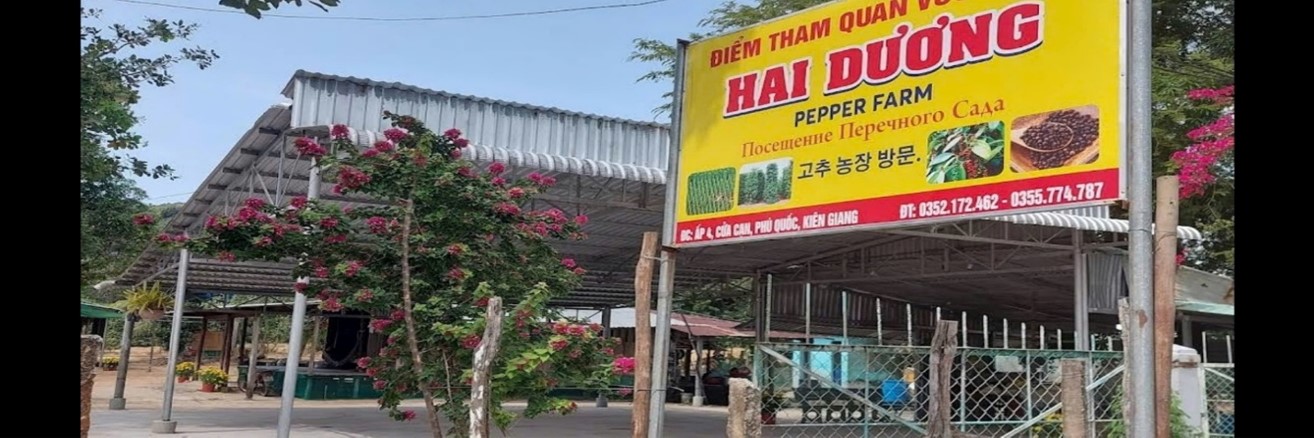 ĐIỂM THAM QUAN
HAI DƯƠNG
PEPPER FARM
Посещение Перечного Сада
고추 농장 방문.
ĐC: ẤP 4, CỬA CẠN, PHÚ QUỐC, KIÊN GIANG ĐT: 0352.172.462 - 0355.774.787